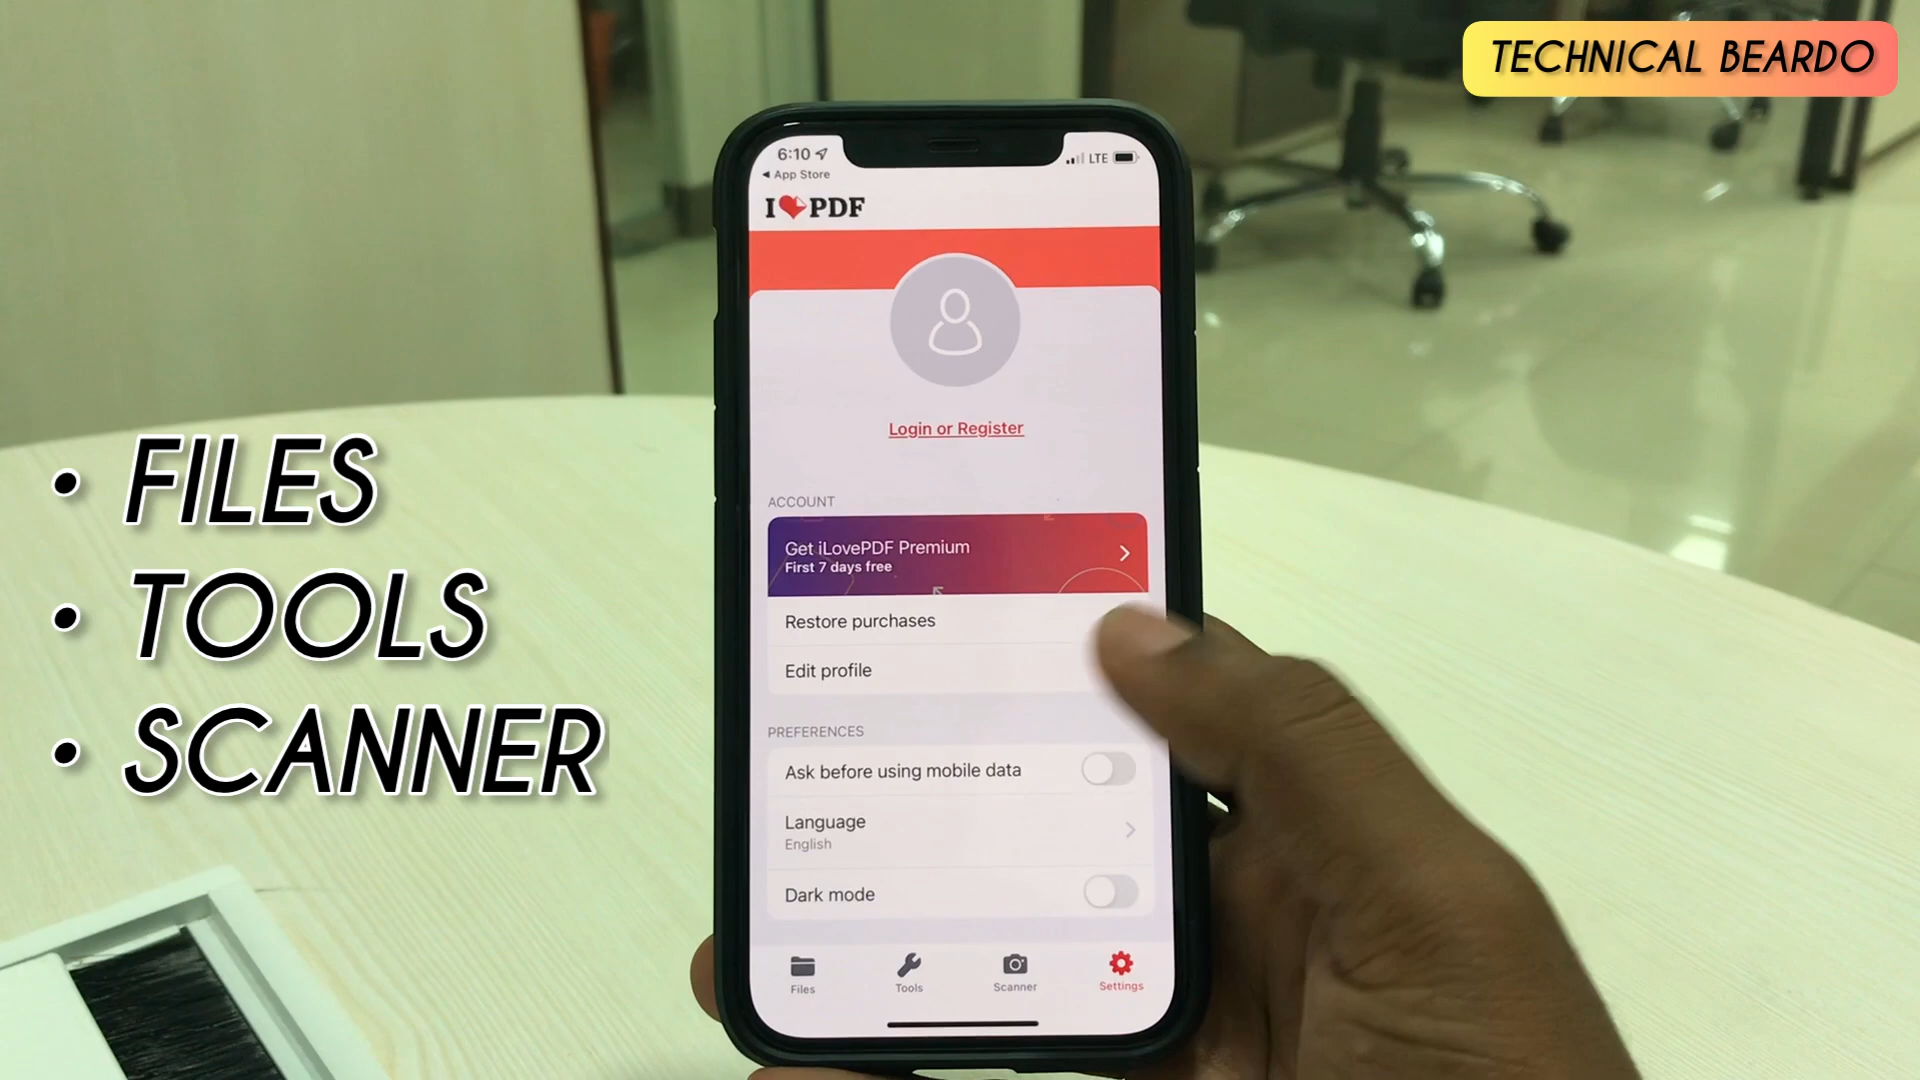 TECHNICAL BEARDO
6:10
LTE
◄ App Store
I PDF
Login or Register
ACCOUNT
Get iLovePDF Premium
First 7 days free
Restore purchases
Edit profile
PREFERENCES
Ask before using mobile data
Language
English
Dark mode
Files
Tools
Scanner
Settings
• FILES
• TOOLS
• SCANNER